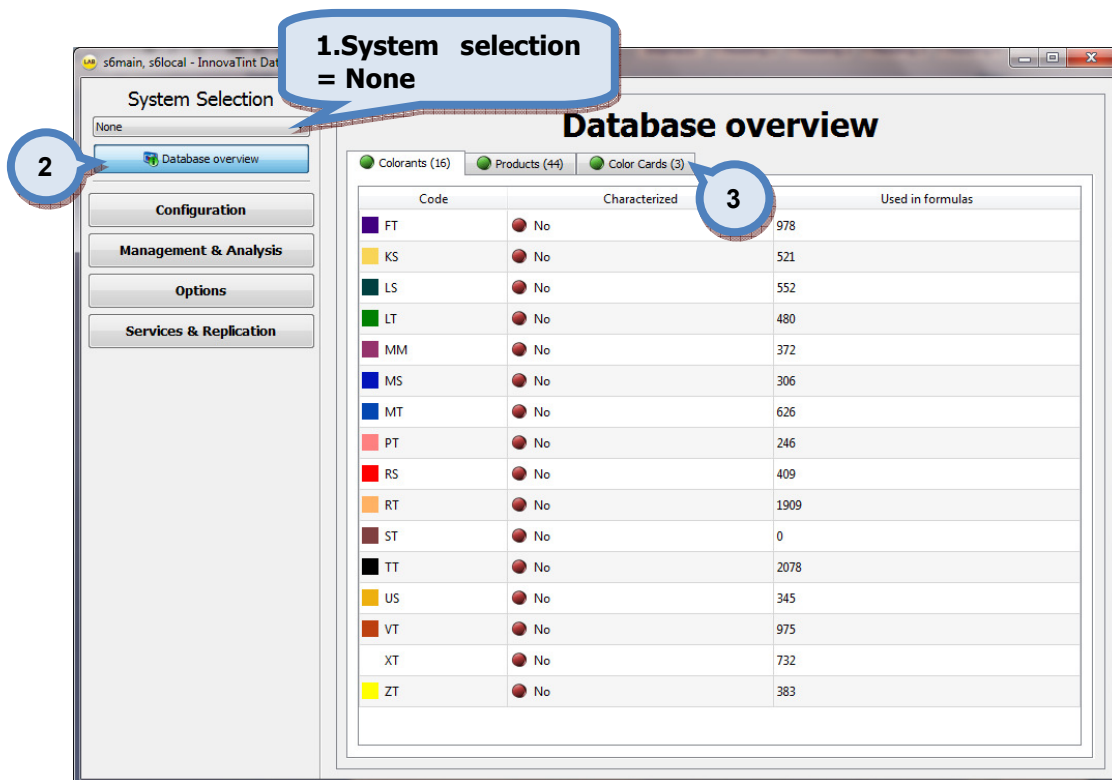 1.System selection
= None
s6main, s6local - InnovaTint Dat
System Selection
None
2
Database overview
Configuration
Management & Analysis
Options
Services & Replication
Database overview
Colorants (16) Products (44) Color Cards (3)
3
Code Characterized Used in formulas
FT No 978
KS No 521
LS No 552
LT No 480
MM No 372
MS No 306
MT No 626
PT No 246
RS No 409
RT No 1909
ST No 0
TT No 2078
US No 345
VT No 975
XT No 732
ZT No 383